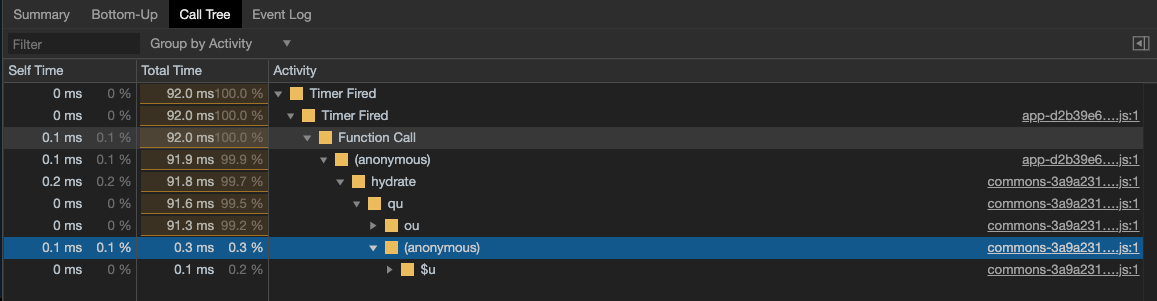 Summary Bottom-Up Call Tree Event Log
Filter Group by Activity ▼
Self Time Total Time Activity
0 ms 0 % 92.0 ms 100.0 % ▼ Timer Fired
0 ms 0 % 92.0 ms 100.0 % ▼ Timer Fired app-d2b39e6….js:1
0.1 ms 0.1 % 92.0 ms 100.0 % ▼ Function Call
0.1 ms 0.1 % 91.9 ms 99.9 % ▼ (anonymous) app-d2b39e6….js:1
0.2 ms 0.2 % 91.8 ms 99.7 % ▼ hydrate commons-3a9a231….js:1
0 ms 0 % 91.6 ms 99.5 % ▼ qu commons-3a9a231….js:1
0 ms 0 % 91.3 ms 99.2 % ▶ ou commons-3a9a231….js:1
0.1 ms 0.1 % 0.3 ms 0.3 % ▼ (anonymous) commons-3a9a231….js:1
0 ms 0 % 0.1 ms 0.2 % ▶ $u commons-3a9a231….js:1